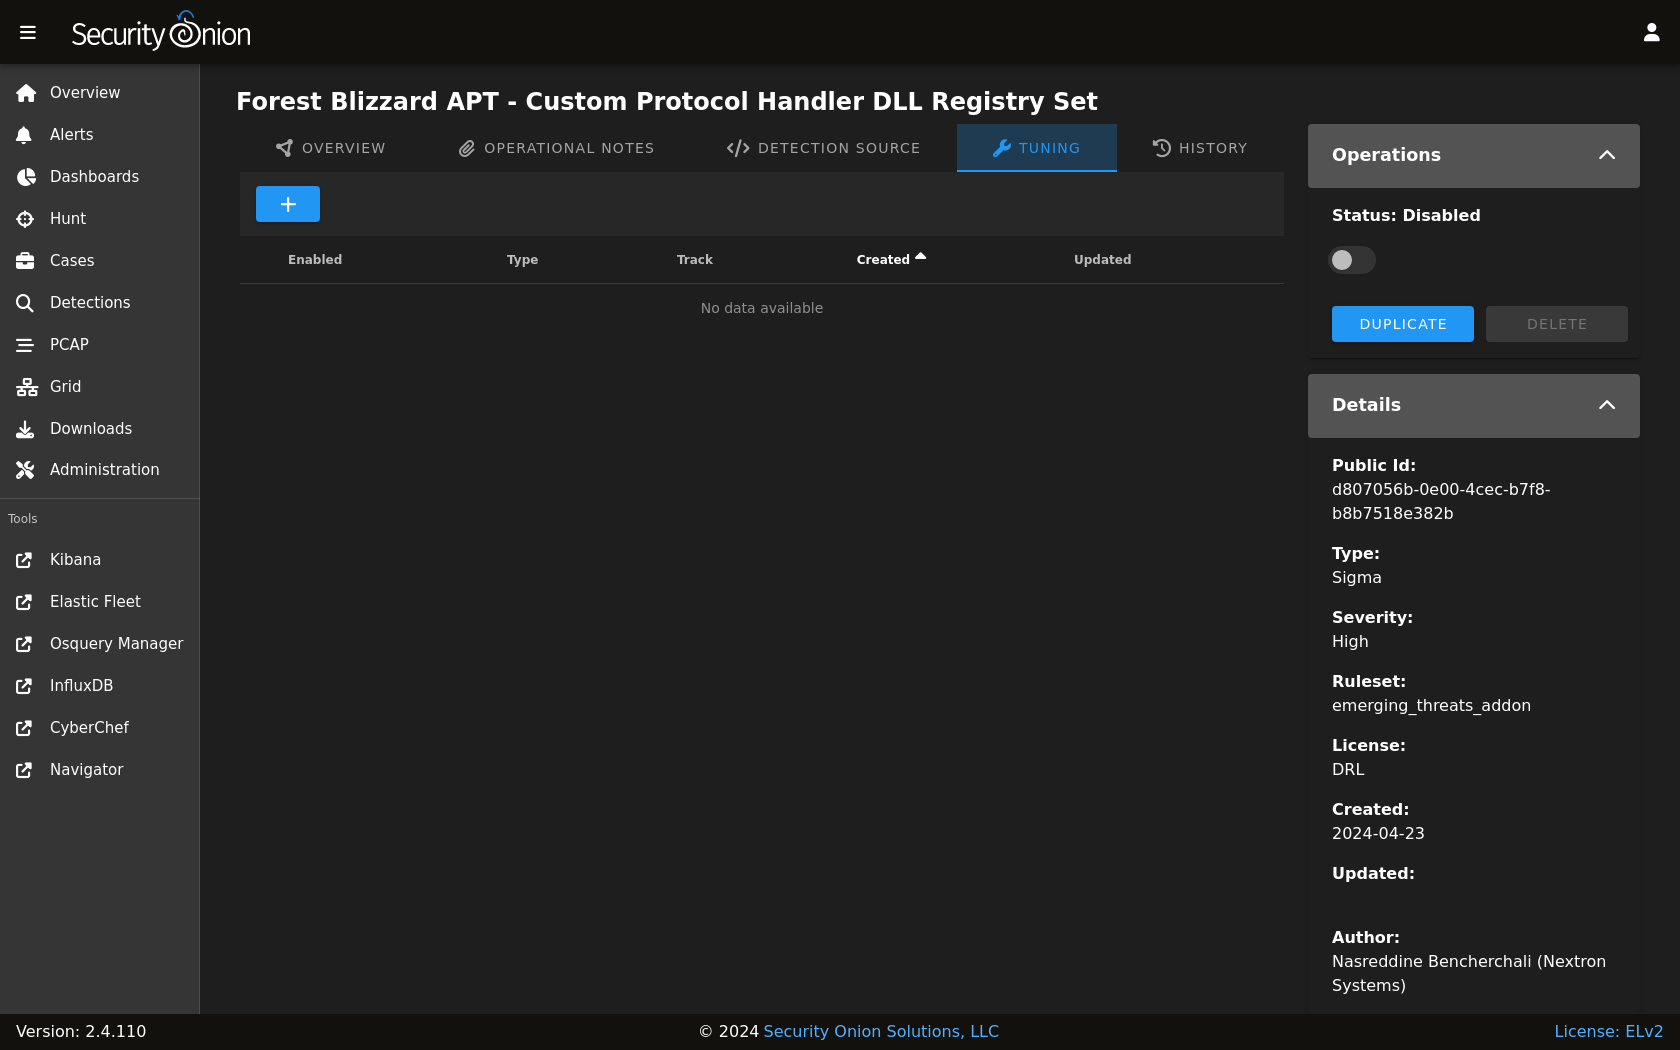 Security Onion
Overview
Alerts
Dashboards
Hunt
Cases
Detections
PCAP
Grid
Downloads
Administration
Tools
Kibana
Elastic Fleet
Osquery Manager
InfluxDB
CyberChef
Navigator
Forest Blizzard APT - Custom Protocol Handler DLL Registry Set
OVERVIEW OPERATIONAL NOTES DETECTION SOURCE TUNING HISTORY
Enabled Type Track Created Updated
No data available
Operations
Status: Disabled
DUPLICATE DELETE
Details
Public Id:
d807056b-0e00-4cec-b7f8-
b8b7518e382b
Type:
Sigma
Severity:
High
Ruleset:
emerging_threats_addon
License:
DRL
Created:
2024-04-23
Updated:
Author:
Nasreddine Bencherchali (Nextron
Systems)
Version: 2.4.110 © 2024 Security Onion Solutions, LLC License: ELv2